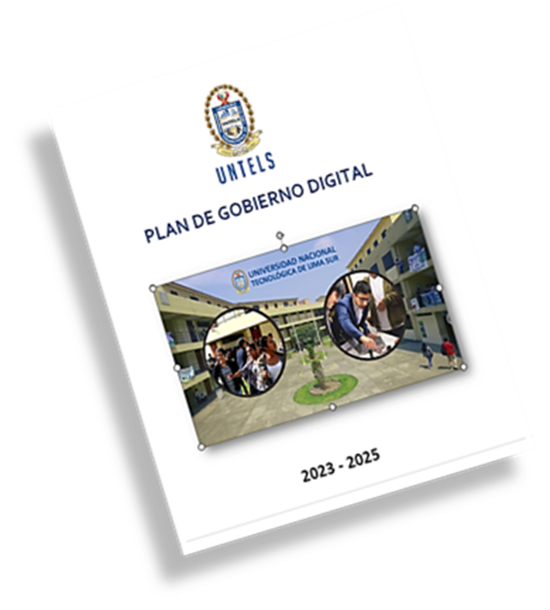 UNTELS
PLAN DE GOBIERNO DIGITAL
UNIVERSIDAD NACIONAL
TECNOLÓGICA DE LIMA SUR
2023 - 2025